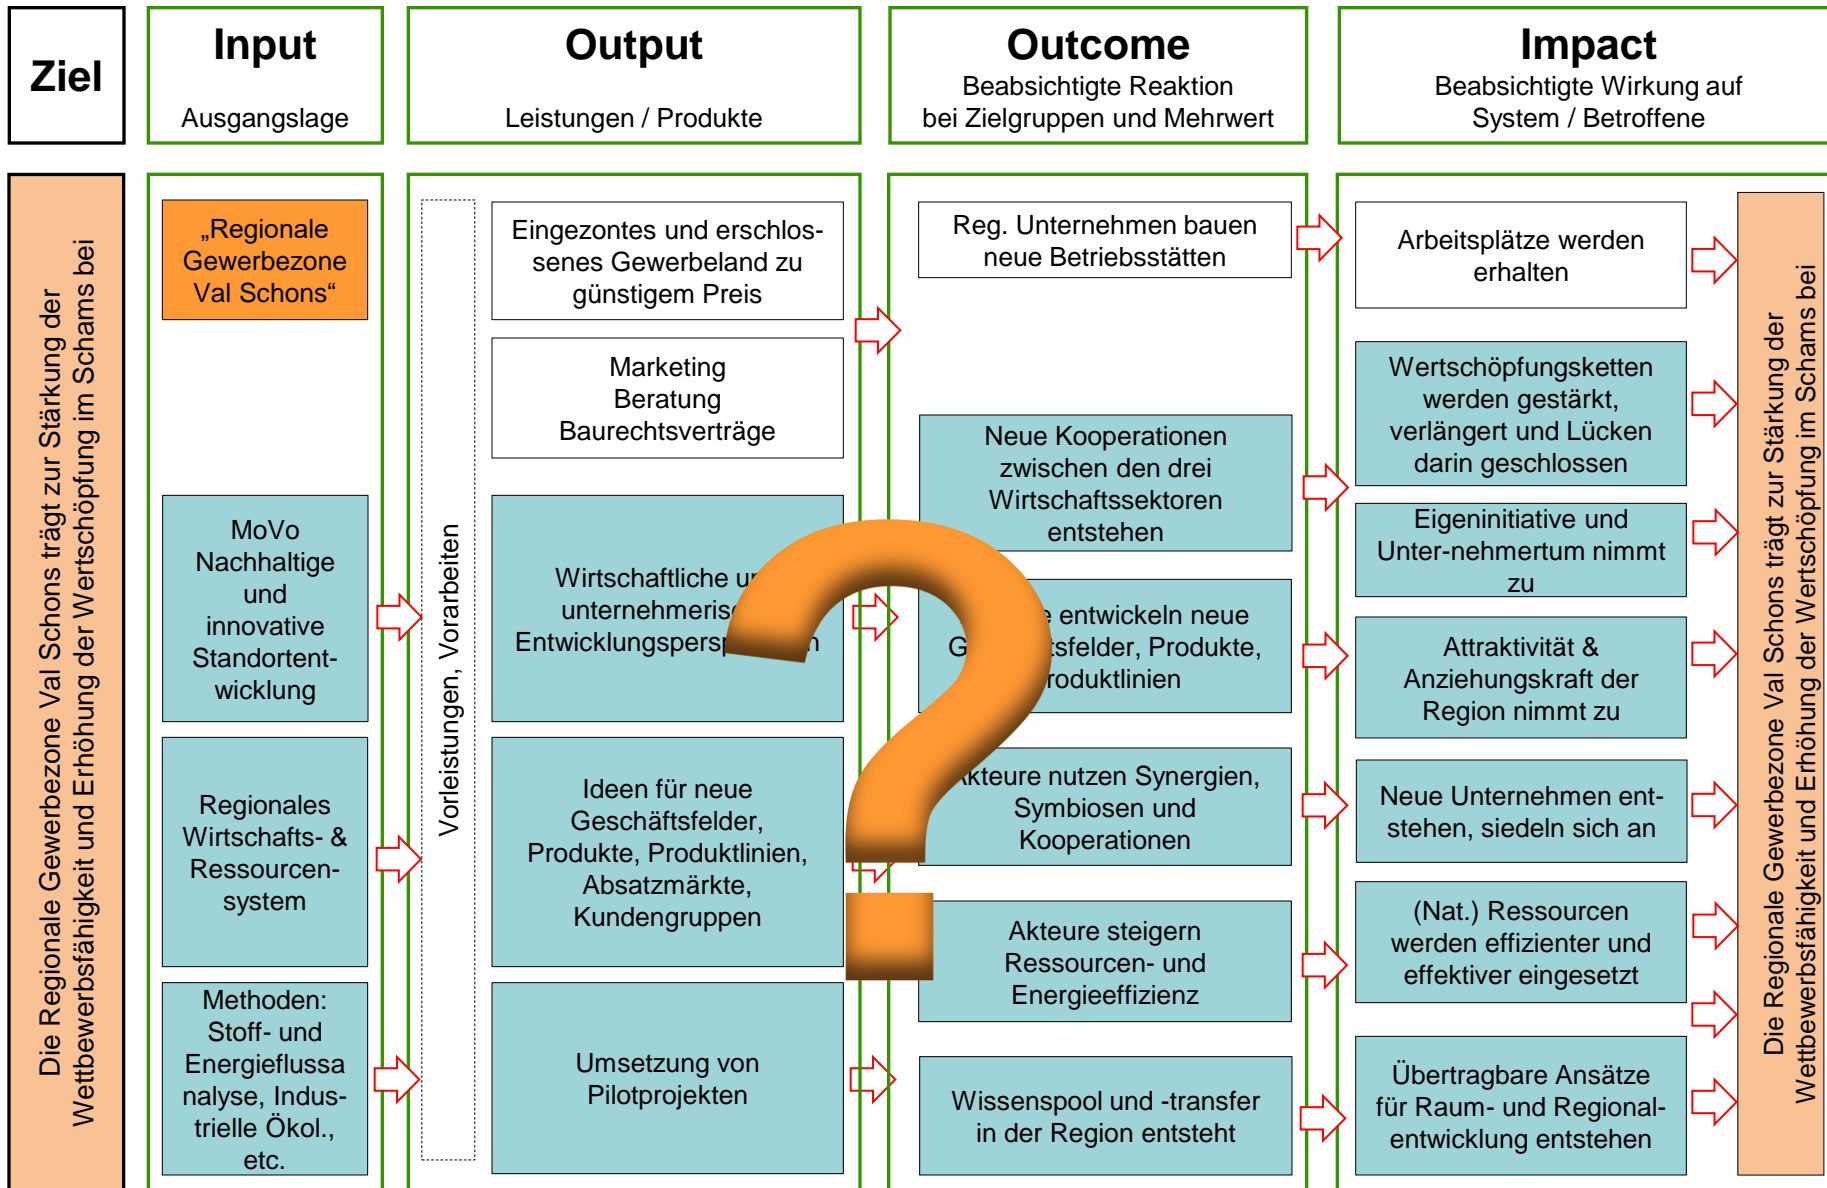 Ziel
Input
Ausgangslage
Output
Leistungen / Produkte
Outcome
Beabsichtigte Reaktion
bei Zielgruppen und Mehrwert
Impact
Beabsichtigte Wirkung auf
System / Betroffene
Die Regionale Gewerbezone Val Schons trägt zur Stärkung der
Wettbewerbsfähigkeit und Erhöhung der Wertschöpfung im Schams bei
„Regionale
Gewerbezone
Val Schons“
MoVo
Nachhaltige
und
innovative
Standortent-
wicklung
Regionales
Wirtschafts- &
Ressourcen-
system
Methoden:
Stoff- und
Energieflussa
nalyse, Indus-
trielle Ökol.,
etc.
Vorleistungen, Vorarbeiten
Eingezontes und erschlos-
senes Gewerbeland zu
günstigem Preis
Marketing
Beratung
Baurechtsverträge
Wirtschaftliche
Ideen für neue
Geschäftsfelder,
Produkte, Produktlinien,
Absatzmärkte,
Kundengruppen
Umsetzung von
Pilotprojekten
Reg. Unternehmen bauen
neue Betriebsstätten
Neue Kooperationen
zwischen den drei
Wirtschaftssektoren
entstehen
entwickeln neue
Produkte,
Akteure nutzen Synergien,
Symbiosen und
Kooperationen
Akteure steigern
Ressourcen- und
Energieeffizienz
Wissenspool und -transfer
in der Region entsteht
Arbeitsplätze werden
erhalten
Wertschöpfungsketten
werden gestärkt,
verlängert und Lücken
darin geschlossen
Eigeninitiative und
Unter-nehmertum nimmt
zu
Attraktivität &
Anziehungskraft der
Region nimmt zu
Neue Unternehmen ent-
stehen, siedeln sich an
(Nat.) Ressourcen
werden effizienter und
effektiver eingesetzt
Übertragbare Ansätze
für Raum- und Regional-
entwicklung entstehen
Die Regionale Gewerbezone Val Schons trägt zur Stärkung der
Wettbewerbsfähigkeit und Erhöhung der Wertschöpfung im Schams bei
?